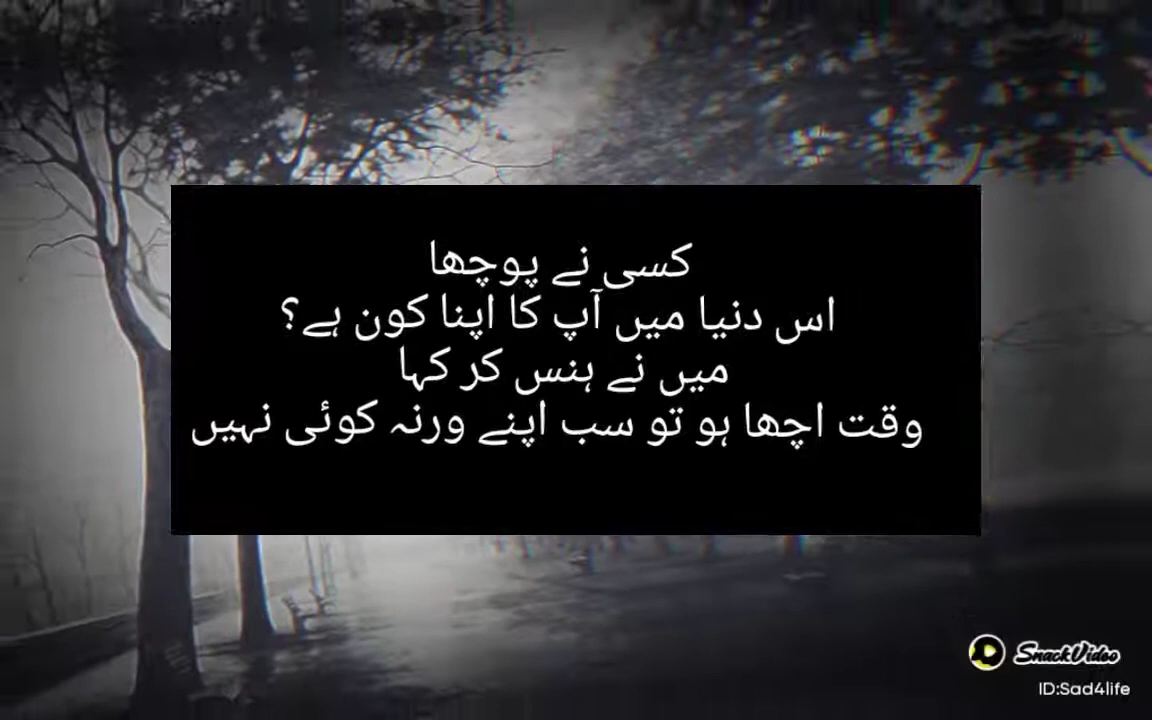 کسی نے پوچھا
اس دنیا میں آپ کا اپنا کون ہے؟
میں نے ہنس کر کہا
وقت اچھا ہو تو سب اپنے ورنہ کوئی نہیں
SnackVideo
ID:Sad4life